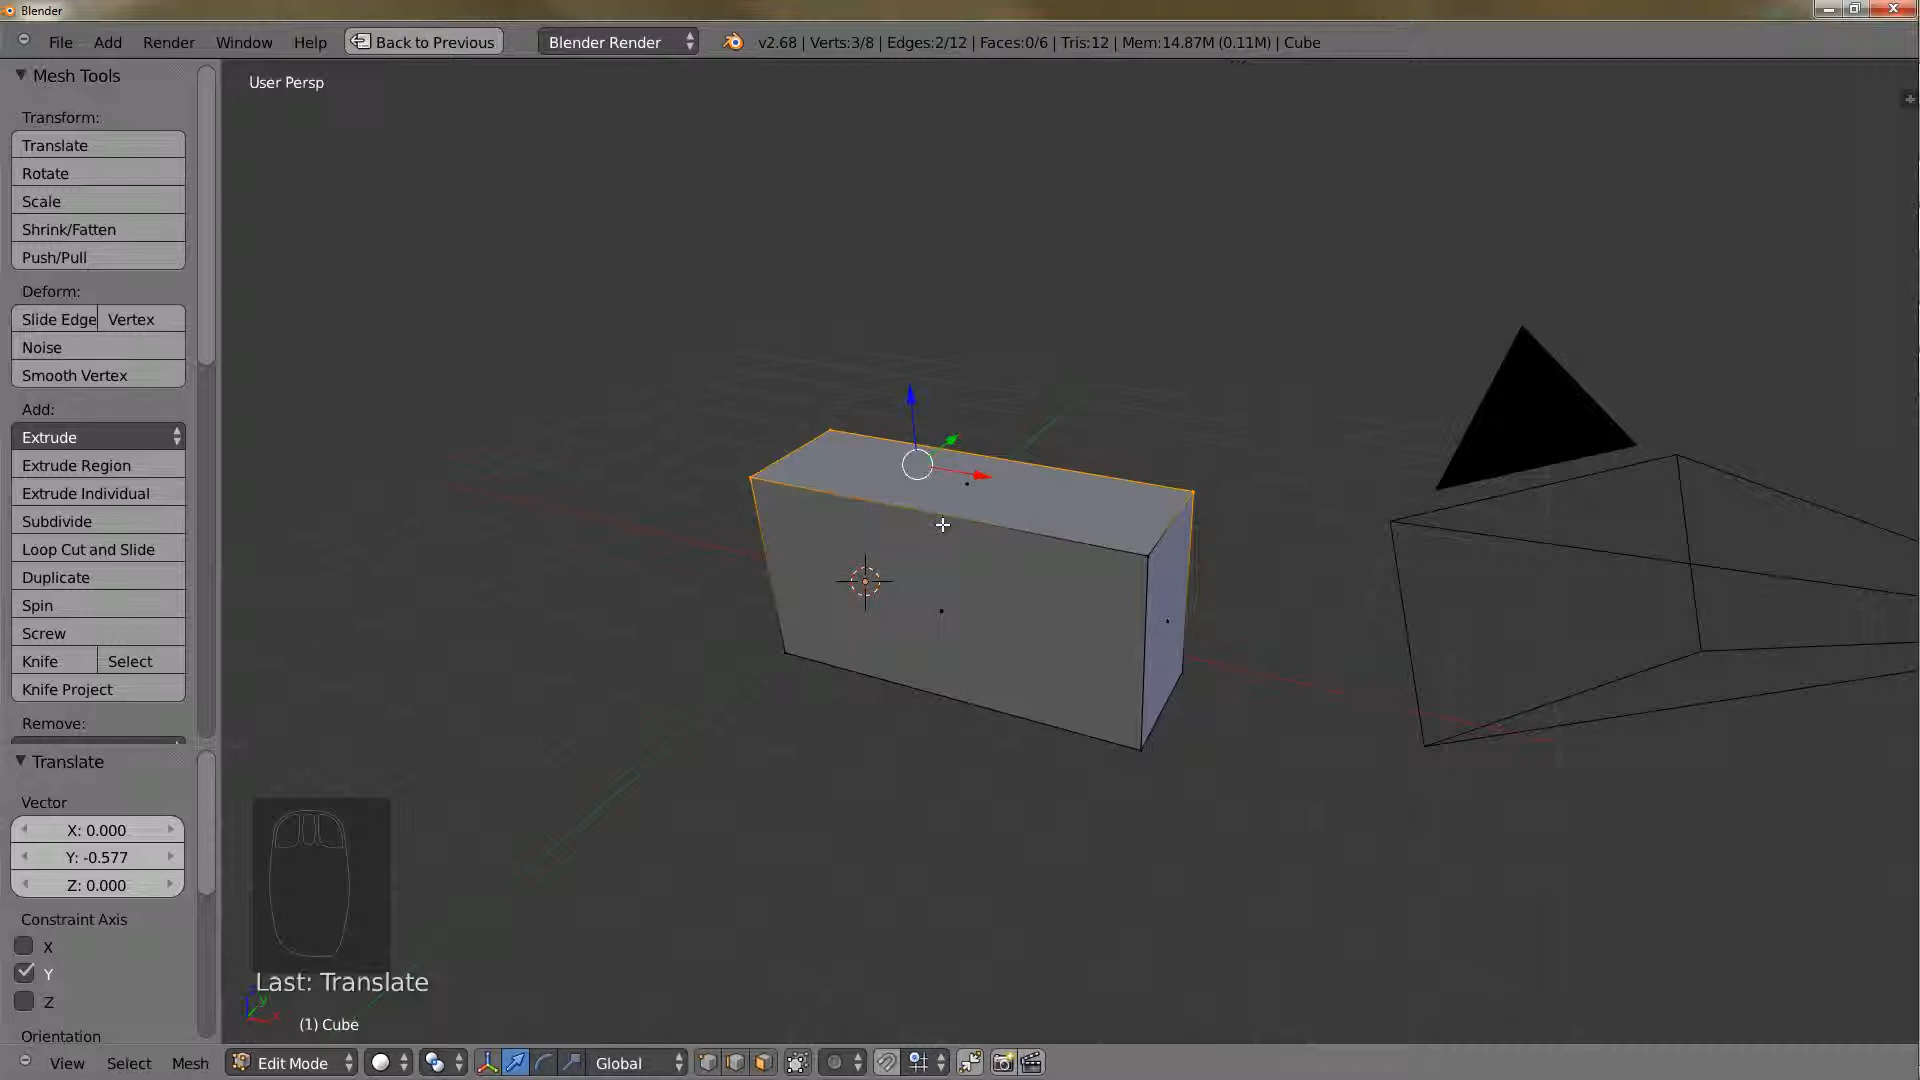 Blender
File Add Render Window Help Back to Previous Blender Render v2.68 | Verts:3/8 | Edges:2/12 | Faces:0/6 | Tris:12 | Mem:14.87M (0.11M) | Cube
Mesh Tools
User Persp
Transform:
Translate
Rotate
Scale
Shrink/Fatten
Push/Pull
Deform:
Slide Edge Vertex
Noise
Smooth Vertex
Add:
Extrude
Extrude Region
Extrude Individual
Subdivide
Loop Cut and Slide
Duplicate
Spin
Screw
Knife Select
Knife Project
Remove:
Translate
Vector
X: 0.000
Y: -0.577
Z: 0.000
Constraint Axis
X
Y
Z
Orientation
Last: Translate
(1) Cube
View Select Mesh Edit Mode Global